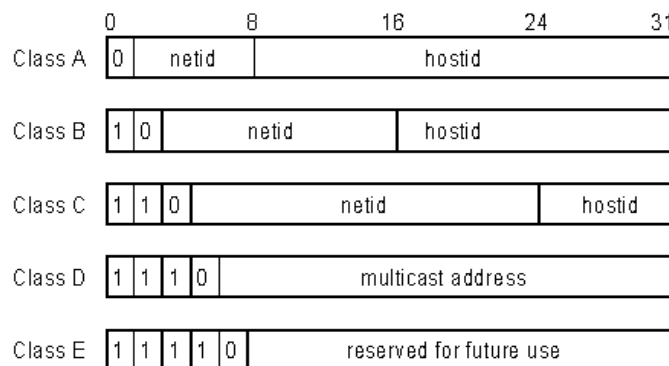 0 8 16 24 31
Class A 0 netid hostid
Class B 1 0 netid hostid
Class C 1 1 0 netid hostid
Class D 1 1 1 0 multicast address
Class E 1 1 1 1 0 reserved for future use